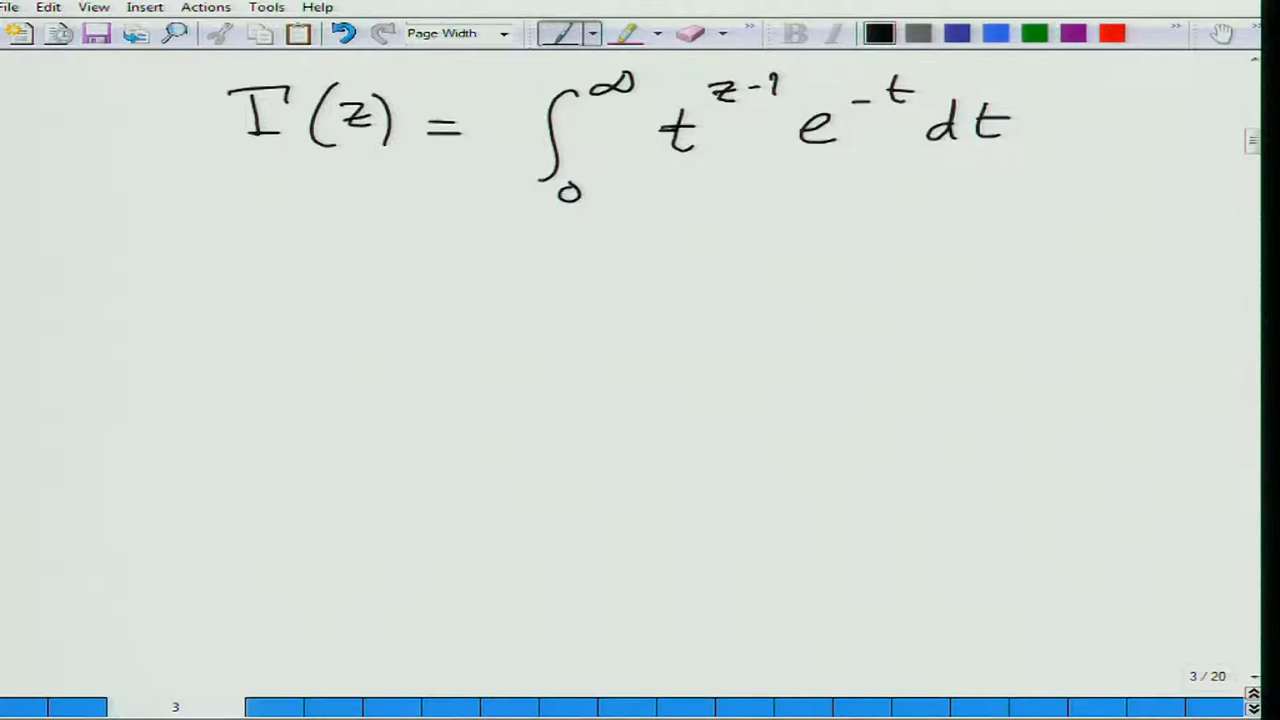 File Edit View Insert Actions Tools Help
Page Width
Γ(z) = ∫₀^∞ t^{z-1} e^{-t} dt
3 / 20
3